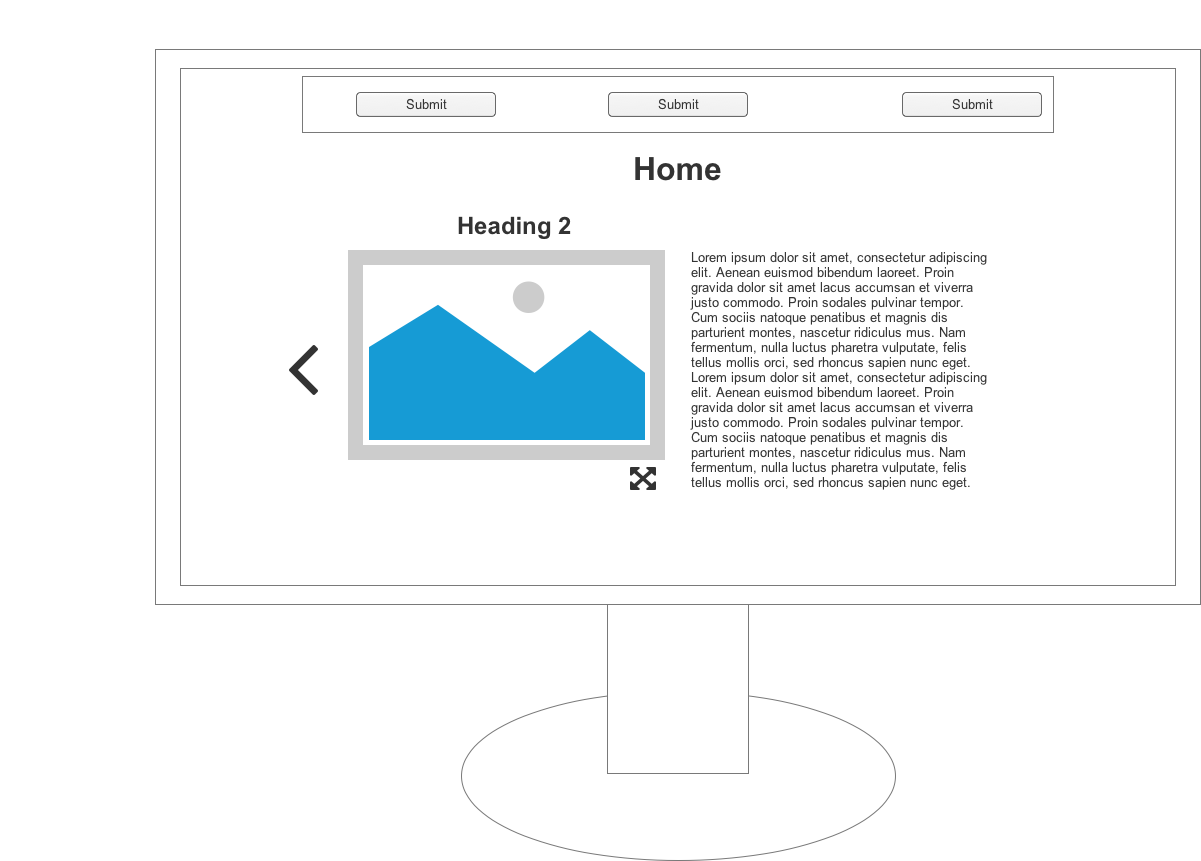 Submit
Submit
Submit
Home
Heading 2
Lorem ipsum dolor sit amet, consectetur adipiscing
elit. Aenean euismod bibendum laoreet. Proin
gravida dolor sit amet lacus accumsan et viverra
justo commodo. Proin sodales pulvinar tempor.
Cum sociis natoque penatibus et magnis dis
parturient montes, nascetur ridiculus mus. Nam
fermentum, nulla luctus pharetra vulputate, felis
tellus mollis orci, sed rhoncus sapien nunc eget.
Lorem ipsum dolor sit amet, consectetur adipiscing
elit. Aenean euismod bibendum laoreet. Proin
gravida dolor sit amet lacus accumsan et viverra
justo commodo. Proin sodales pulvinar tempor.
Cum sociis natoque penatibus et magnis dis
parturient montes, nascetur ridiculus mus. Nam
fermentum, nulla luctus pharetra vulputate, felis
tellus mollis orci, sed rhoncus sapien nunc eget.